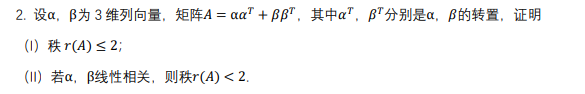 2. 设α，β为 3 维列向量，矩阵A = αα^T + ββ^T，其中α^T，β^T分别是α，β的转置，证明
(I) 秩 r(A) ≤ 2;
(II) 若α，β线性相关，则秩r(A) < 2.